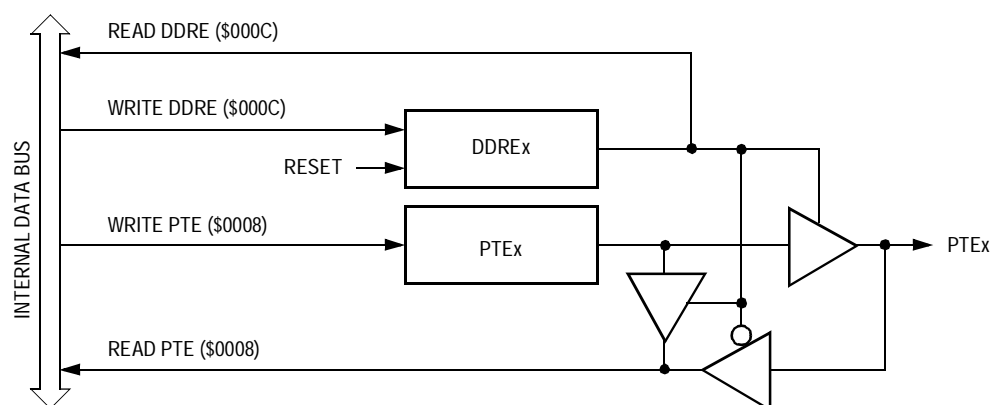 READ DDRE ($000C)
WRITE DDRE ($000C)
DDREx
RESET
WRITE PTE ($0008)
PTEx
PTEx
INTERNAL DATA BUS
READ PTE ($0008)